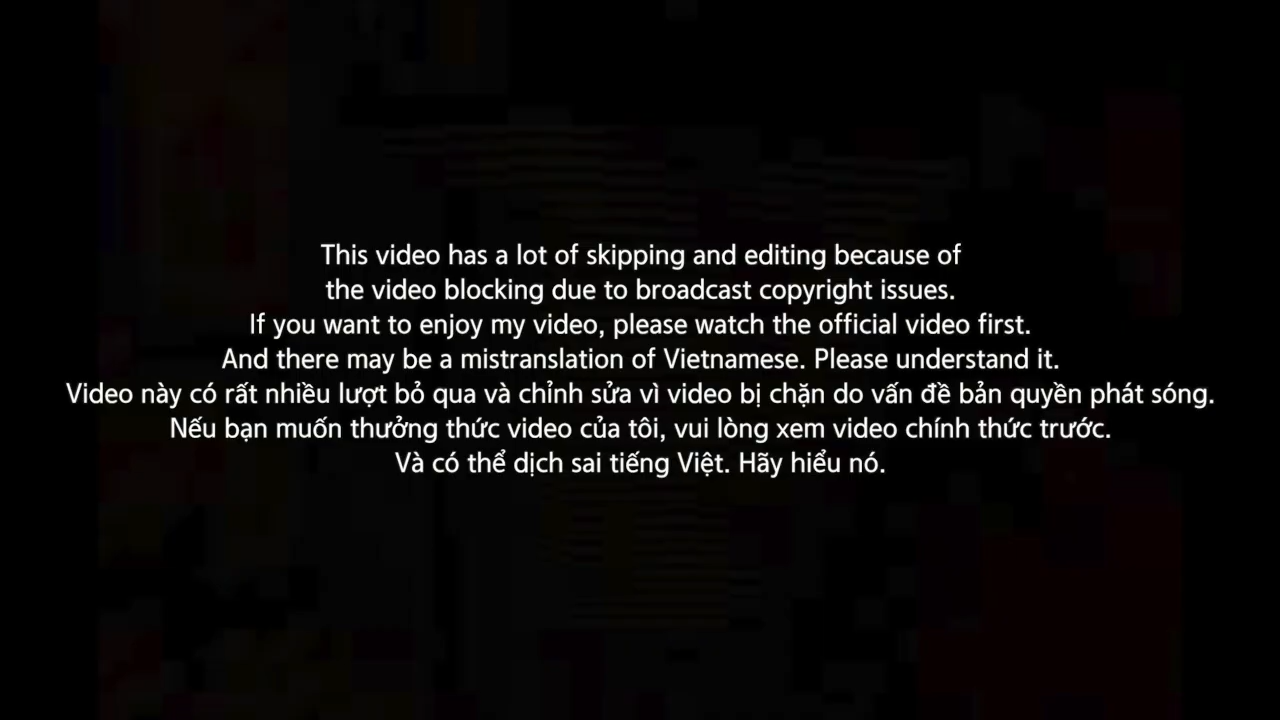 This video has a lot of skipping and editing because of
the video blocking due to broadcast copyright issues.
If you want to enjoy my video, please watch the official video first.
And there may be a mistranslation of Vietnamese. Please understand it.
Video này có rất nhiều lượt bỏ qua và chỉnh sửa vì video bị chặn do vấn đề bản quyền phát sóng.
Nếu bạn muốn thưởng thức video của tôi, vui lòng xem video chính thức trước.
Và có thể dịch sai tiếng Việt. Hãy hiểu nó.